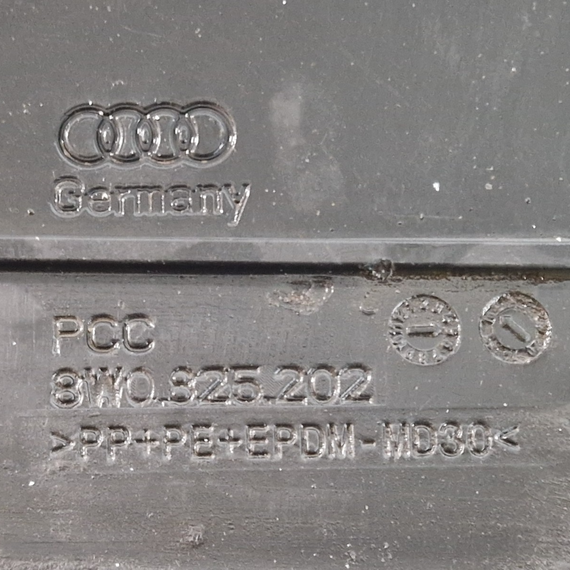 Germany
PCC
8W0.825.202
>PP+PE+EPDM-MD30<